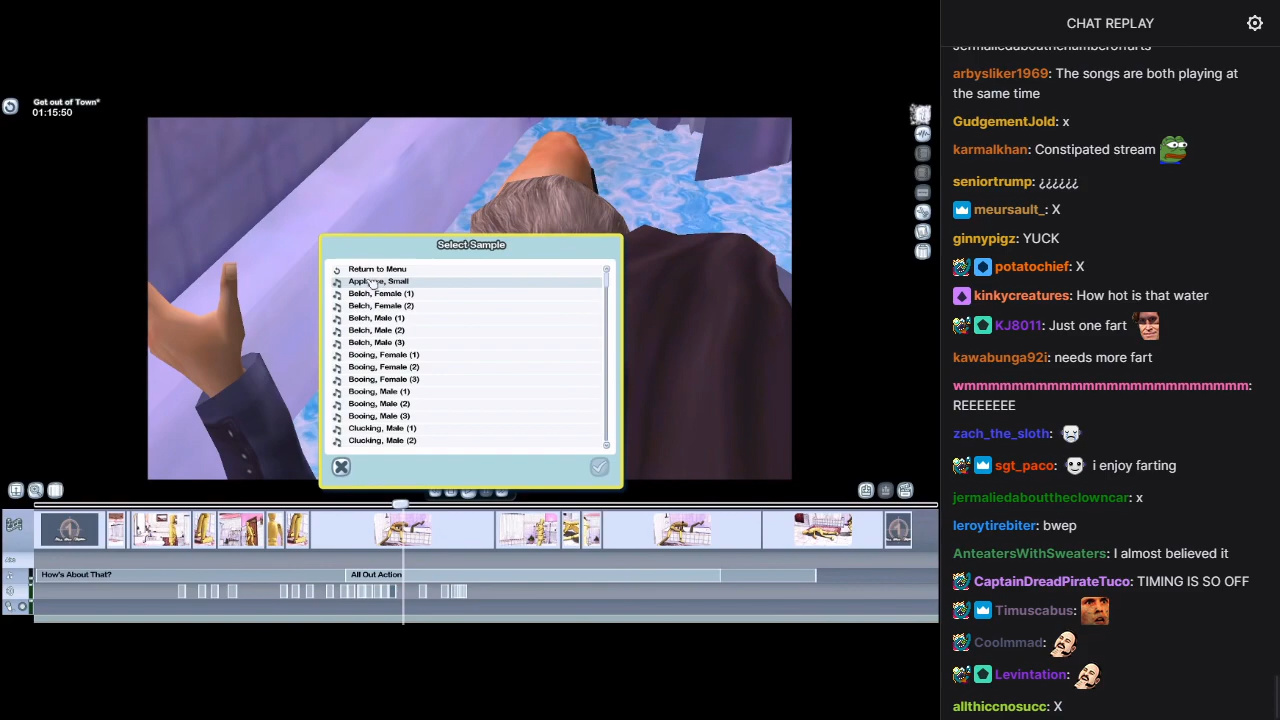 Get out of Town*
01:15:50
Select Sample
Return to Menu
Applause, Small
Belch, Female (1)
Belch, Female (2)
Belch, Male (1)
Belch, Male (2)
Belch, Male (3)
Booing, Female (1)
Booing, Female (2)
Booing, Female (3)
Booing, Male (1)
Booing, Male (2)
Booing, Male (3)
Clucking, Male (1)
Clucking, Male (2)
How's About That?
All Out Action
CHAT REPLAY
arbysliker1969: The songs are both playing at
the same time
GudgementJold: x
karmalkhan: Constipated stream
seniortrump: ¿¿¿¿¿¿
meursault_: X
ginnypigz: YUCK
potatochief: X
kinkycreatures: How hot is that water
KJ8011: Just one fart
kawabunga92i: needs more fart
REEEEEEE
zach_the_sloth:
sgt_paco: i enjoy farting
jermaliedabouttheclowncar: x
leroytirebiter: bwep
AnteatersWithSweaters: I almost believed it
CaptainDreadPirateTuco: TIMING IS SO OFF
Timuscabus:
Coolmmad:
Levintation:
allthiccnosucc: X